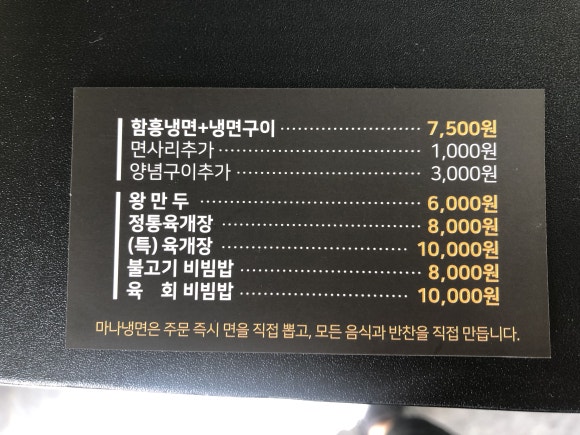 함흥냉면+냉면구이 ································ 7,500원
면사리추가 ································ 1,000원
양념구이추가 ································ 3,000원
왕 만 두 ································ 6,000원
정통육개장 ································ 8,000원
(특) 육개장 ································ 10,000원
불고기 비빔밥 ································ 8,000원
육 회 비빔밥 ································ 10,000원
마나냉면은 주문 즉시 면을 직접 뽑고, 모든 음식과 반찬을 직접 만듭니다.